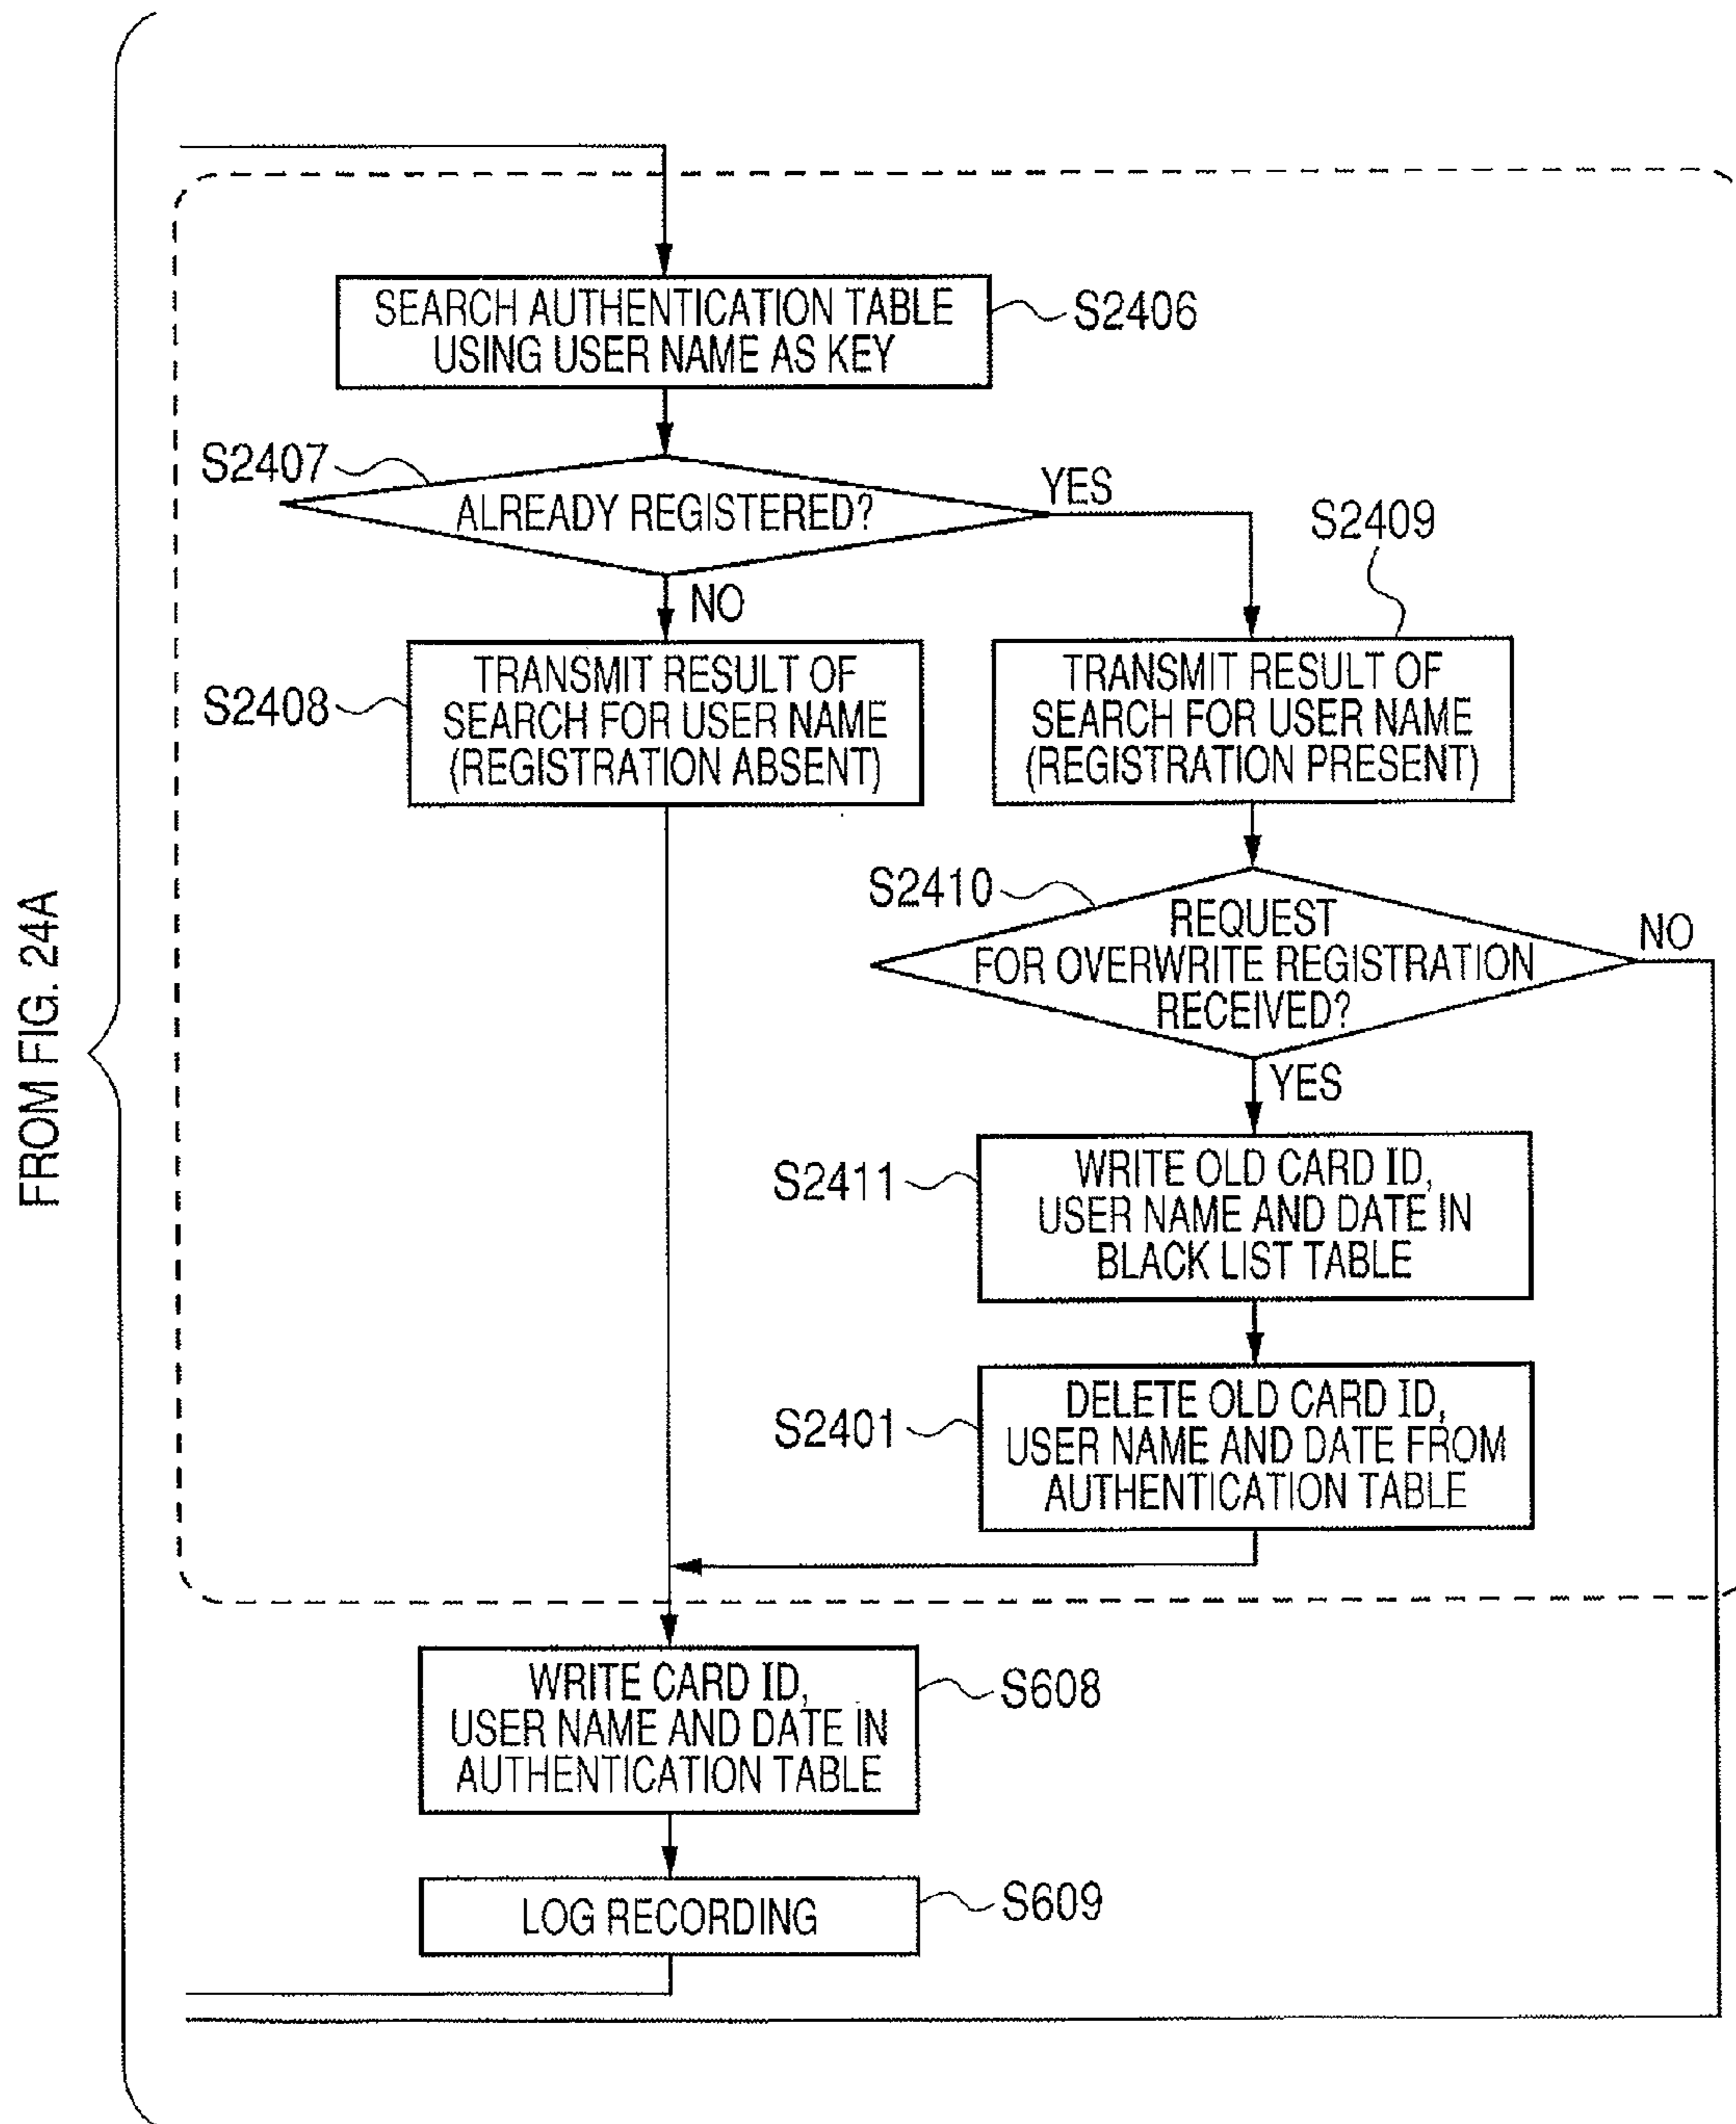 FROM FIG. 24A
SEARCH AUTHENTICATION TABLE
USING USER NAME AS KEY
S2406
S2407
ALREADY REGISTERED?
YES
NO
S2408
TRANSMIT RESULT OF
SEARCH FOR USER NAME
(REGISTRATION ABSENT)
S2409
TRANSMIT RESULT OF
SEARCH FOR USER NAME
(REGISTRATION PRESENT)
S2410
REQUEST
FOR OVERWRITE REGISTRATION
RECEIVED?
NO
YES
S2411
WRITE OLD CARD ID,
USER NAME AND DATE IN
BLACK LIST TABLE
S2401
DELETE OLD CARD ID,
USER NAME AND DATE FROM
AUTHENTICATION TABLE
WRITE CARD ID,
USER NAME AND DATE IN
AUTHENTICATION TABLE
S608
LOG RECORDING
S609